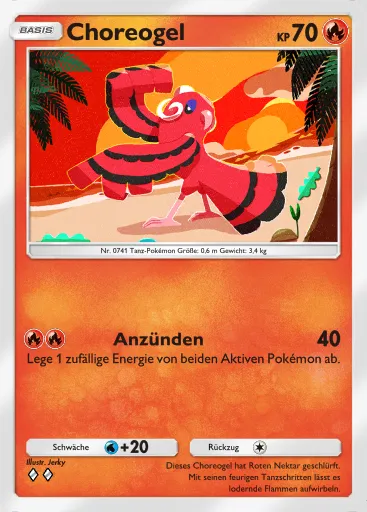 BASIS Choreogel KP 70
Nr. 0741 Tanz-Pokémon Größe: 0,6 m Gewicht: 3,4 kg
Anzünden 40
Lege 1 zufällige Energie von beiden Aktiven Pokémon ab.
Schwäche +20 Rückzug
Illustr. Jerky
Dieses Choreogel hat Roten Nektar geschlürft.
Mit seinen feurigen Tanzschritten lässt es
lodernde Flammen aufwirbeln.